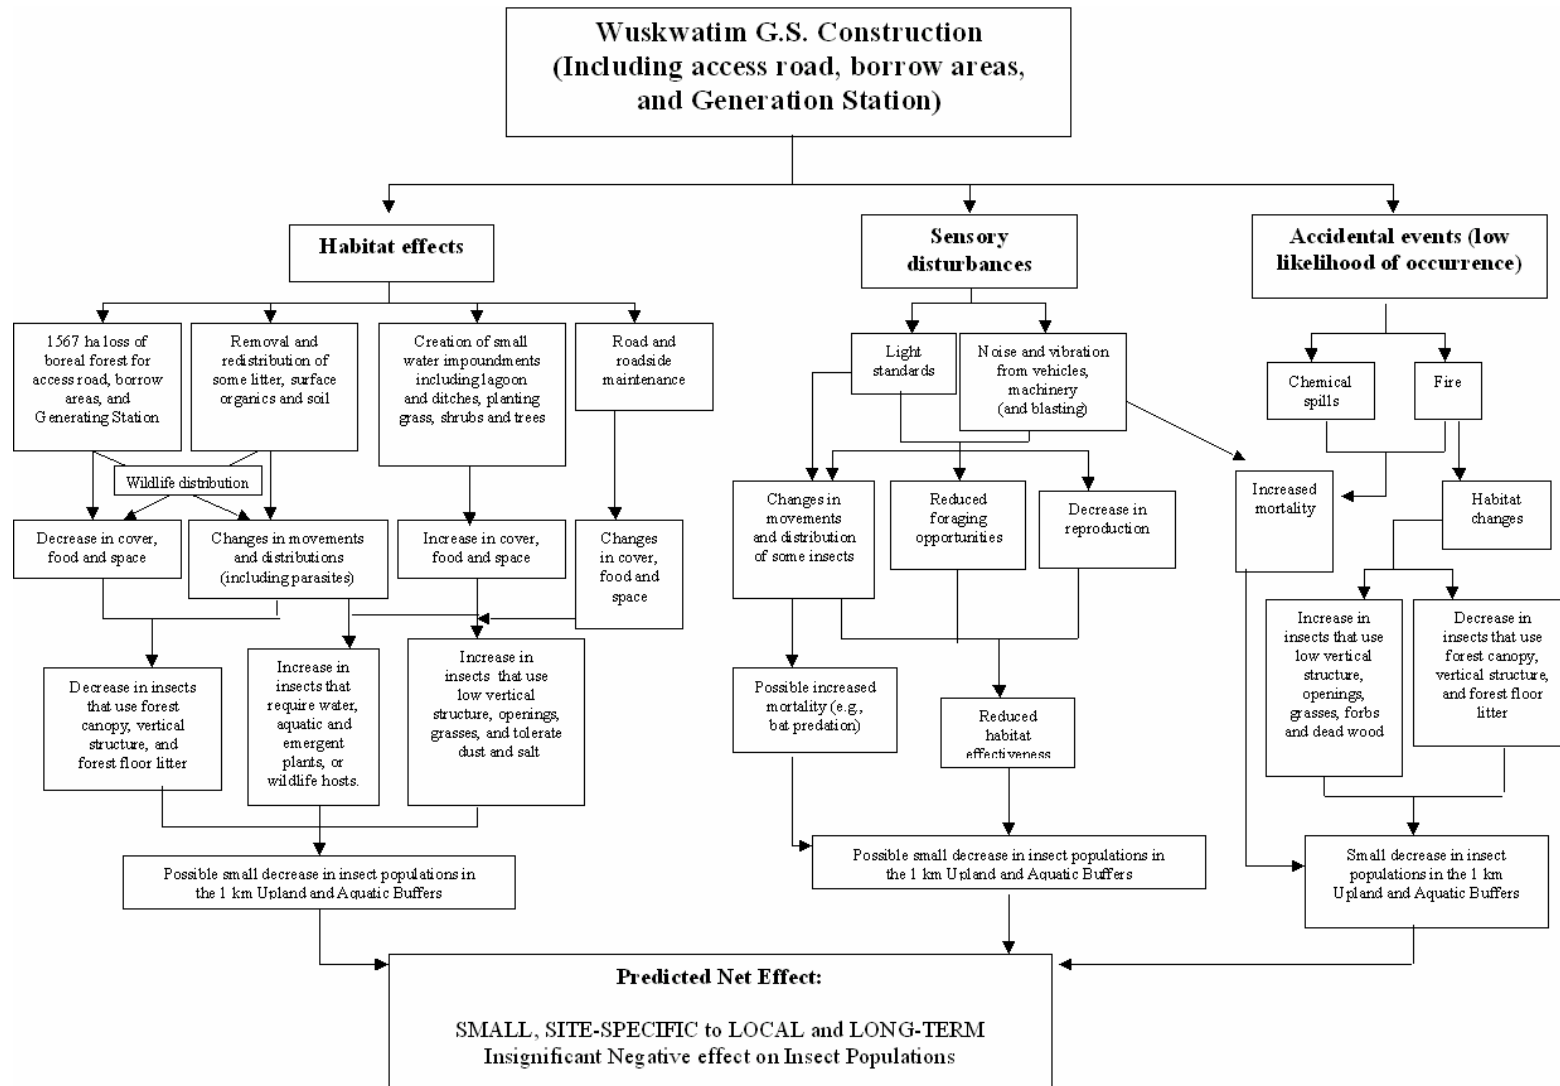 Wuskwatim G.S. Construction
(Including access road, borrow areas,
and Generation Station)
Habitat effects
Sensory
disturbances
Accidental events (low
likelihood of occurrence)
1567 ha loss of
boreal forest for
access road, borrow
areas, and
Generating Station
Removal and
redistribution of
some litter, surface
organics and soil
Creation of small
water impoundments
including lagoon
and ditches, planting
grass, shrubs and trees
Road and
roadside
maintenance
Light
standards
Noise and vibration
from vehicles,
machinery
(and blasting)
Chemical
spills
Fire
Wildlife distribution
Decrease in cover,
food and space
Changes in movements
and distributions
(including parasites)
Increase in cover,
food and space
Changes
in cover,
food and
space
Changes in
movements
and distribution
of some insects
Reduced
foraging
opportunities
Decrease in
reproduction
Increased
mortality
Habitat
changes
Decrease in insects
that use forest
canopy, vertical
structure, and
forest floor litter
Increase in
insects that
require water,
aquatic and
emergent
plants, or
wildlife hosts.
Increase in
insects that use
low vertical
structure, openings,
grasses, and tolerate
dust and salt
Possible increased
mortality (e.g.,
bat predation)
Reduced
habitat
effectiveness
Increase in
insects that use
low vertical
structure,
openings,
grasses, forbs
and dead wood
Decrease in
insects that use
forest canopy,
vertical structure,
and forest floor
litter
Possible small decrease in insect populations in
the 1 km Upland and Aquatic Buffers
Possible small decrease in insect populations in
the 1 km Upland and Aquatic Buffers
Small decrease in insect
populations in the 1 km
Upland and Aquatic Buffers
Predicted Net Effect:
SMALL, SITE-SPECIFIC to LOCAL and LONG-TERM
Insignificant Negative effect on Insect Populations